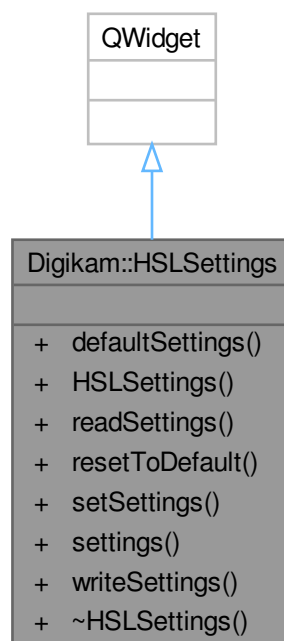 QWidget
Digikam::HSLSettings
+ defaultSettings()
+ HSLSettings()
+ readSettings()
+ resetToDefault()
+ setSettings()
+ settings()
+ writeSettings()
+ ~HSLSettings()